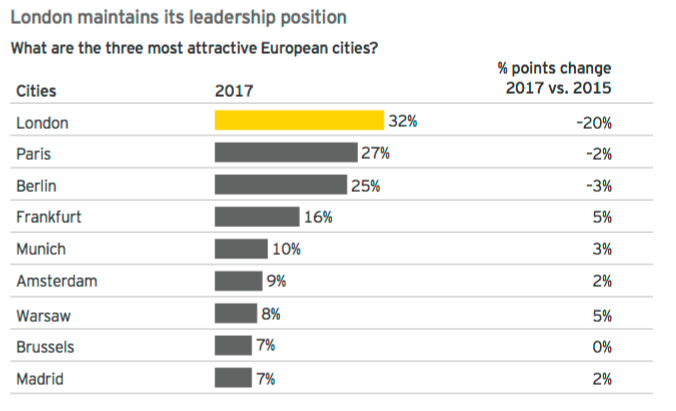 London maintains its leadership position
What are the three most attractive European cities?
% points change
Cities 2017 2017 vs. 2015
London 32% -20%
Paris 27% -2%
Berlin 25% -3%
Frankfurt 16% 5%
Munich 10% 3%
Amsterdam 9% 2%
Warsaw 8% 5%
Brussels 7% 0%
Madrid 7% 2%